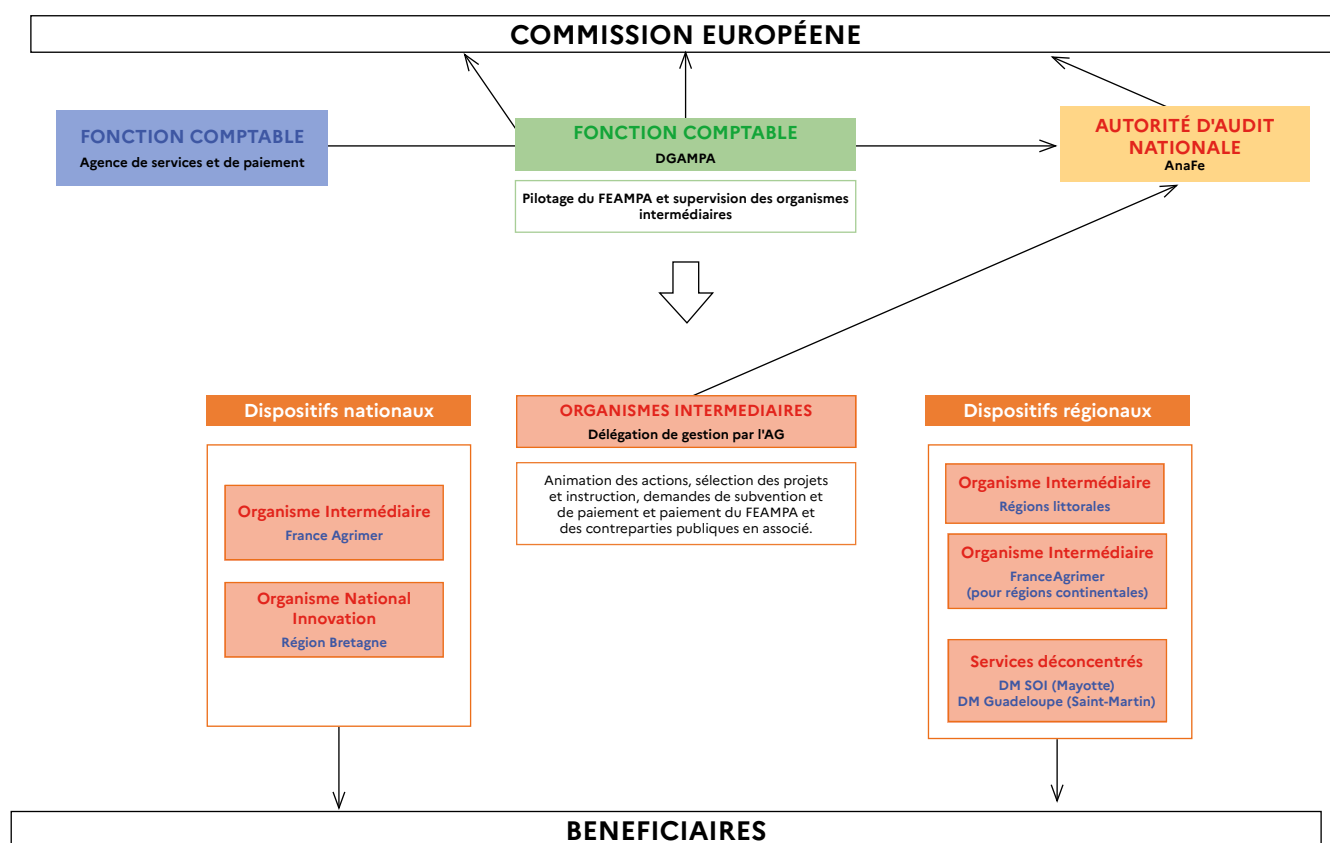 COMMISSION EUROPÉENE
FONCTION COMPTABLE
Agence de services et de paiement
FONCTION COMPTABLE
DGAMPA
Pilotage du FEAMPA et supervision des organismes
intermédiaires
AUTORITÉ D'AUDIT
NATIONALE
AnaFe
Dispositifs nationaux
Organisme Intermédiaire
France Agrimer
Organisme National
Innovation
Région Bretagne
ORGANISMES INTERMEDIAIRES
Délégation de gestion par l'AG
Animation des actions, sélection des projets
et instruction, demandes de subvention et
de paiement et paiement du FEAMPA et
des contreparties publiques en associé.
Dispositifs régionaux
Organisme Intermédiaire
Régions littorales
Organisme Intermédiaire
FranceAgrimer
(pour régions continentales)
Services déconcentrés
DM SOI (Mayotte)
DM Guadeloupe (Saint-Martin)
BENEFICIAIRES